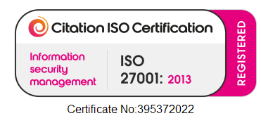 Citation ISO Certification
Information
security
management
ISO
27001: 2013
REGISTERED
Certificate No:395372022